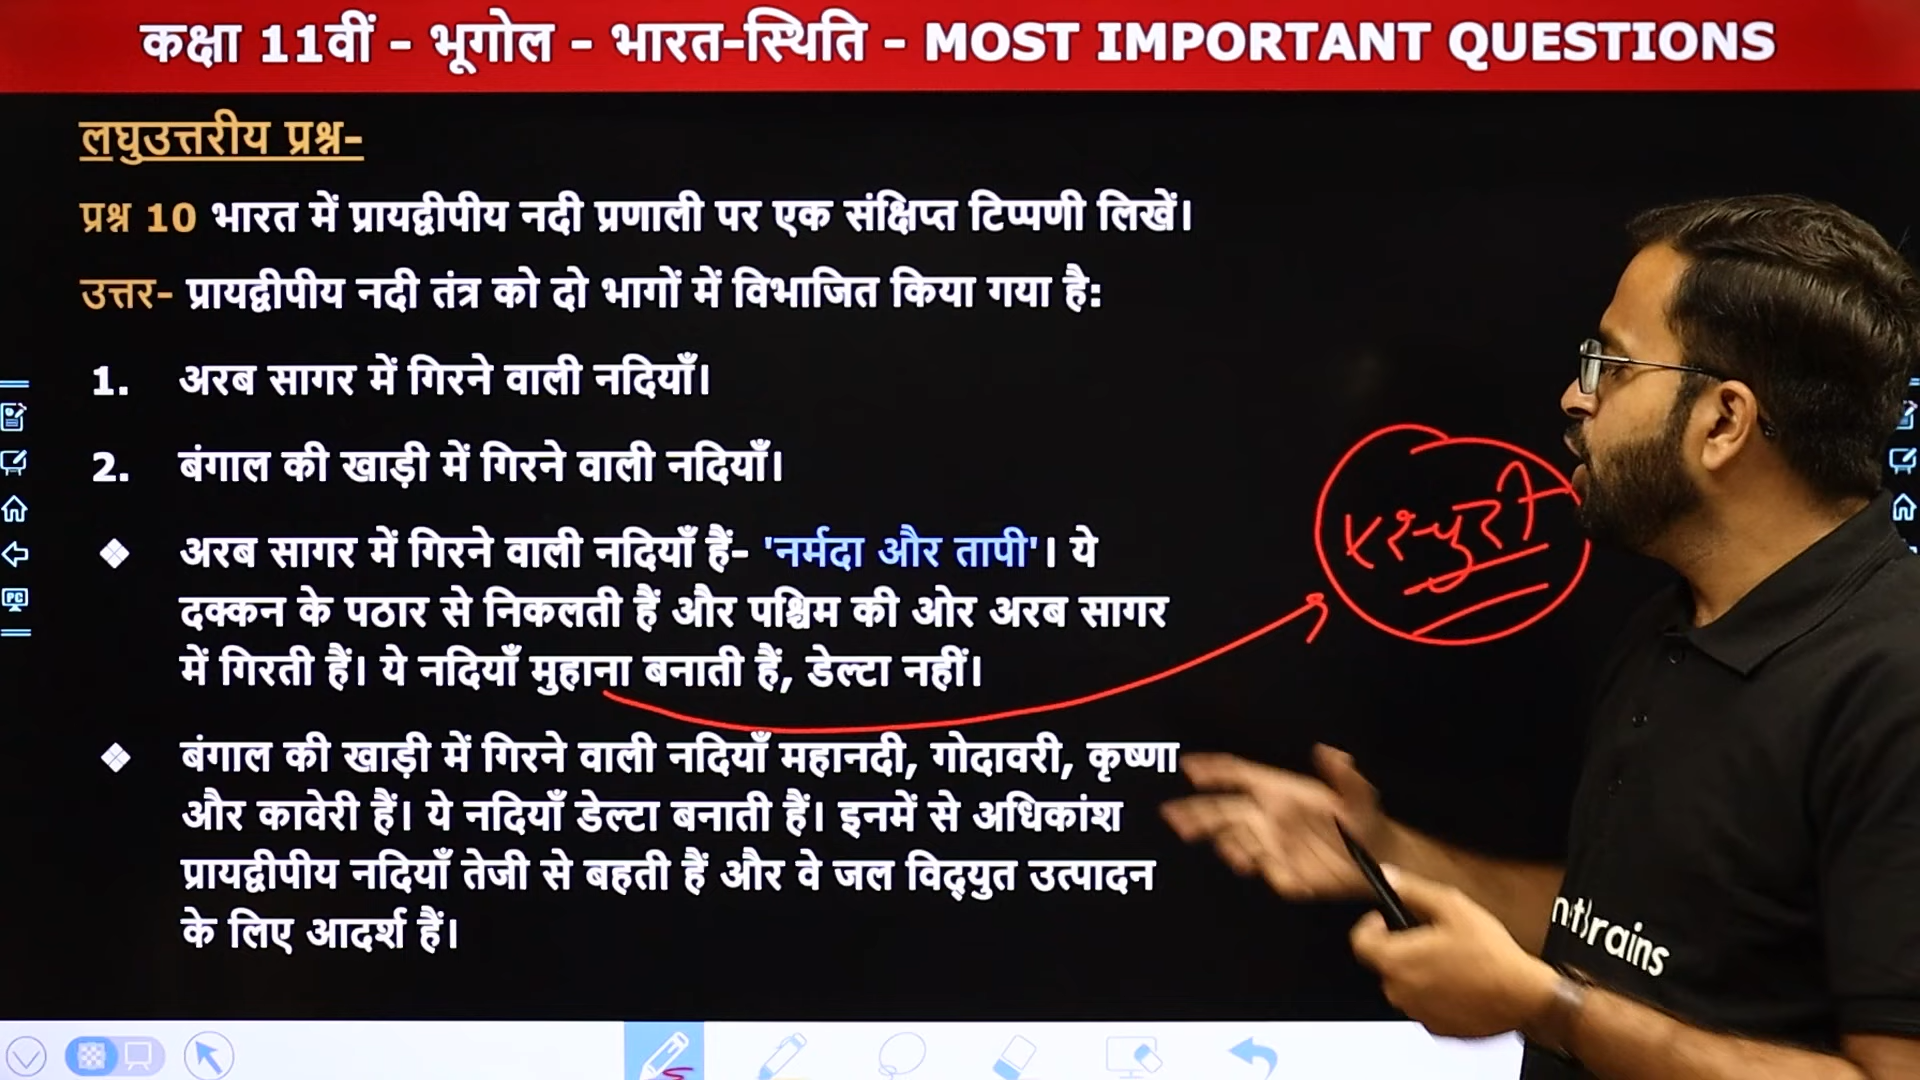 कक्षा 11वीं - भूगोल - भारत-स्थिति - MOST IMPORTANT QUESTIONS
लघुउत्तरीय प्रश्न-
प्रश्न 10 भारत में प्रायद्वीपीय नदी प्रणाली पर एक संक्षिप्त टिप्पणी लिखें।
उत्तर- प्रायद्वीपीय नदी तंत्र को दो भागों में विभाजित किया गया है:
1. अरब सागर में गिरने वाली नदियाँ।
2. बंगाल की खाड़ी में गिरने वाली नदियाँ।
❖ अरब सागर में गिरने वाली नदियाँ हैं- 'नर्मदा और तापी'। ये
दक्कन के पठार से निकलती हैं और पश्चिम की ओर अरब सागर
में गिरती हैं। ये नदियाँ मुहाना बनाती हैं, डेल्टा नहीं।
❖ बंगाल की खाड़ी में गिरने वाली नदियाँ महानदी, गोदावरी, कृष्णा
और कावेरी हैं। ये नदियाँ डेल्टा बनाती हैं। इनमें से अधिकांश
प्रायद्वीपीय नदियाँ तेजी से बहती हैं और वे जल विद्युत उत्पादन
के लिए आदर्श हैं।
PC